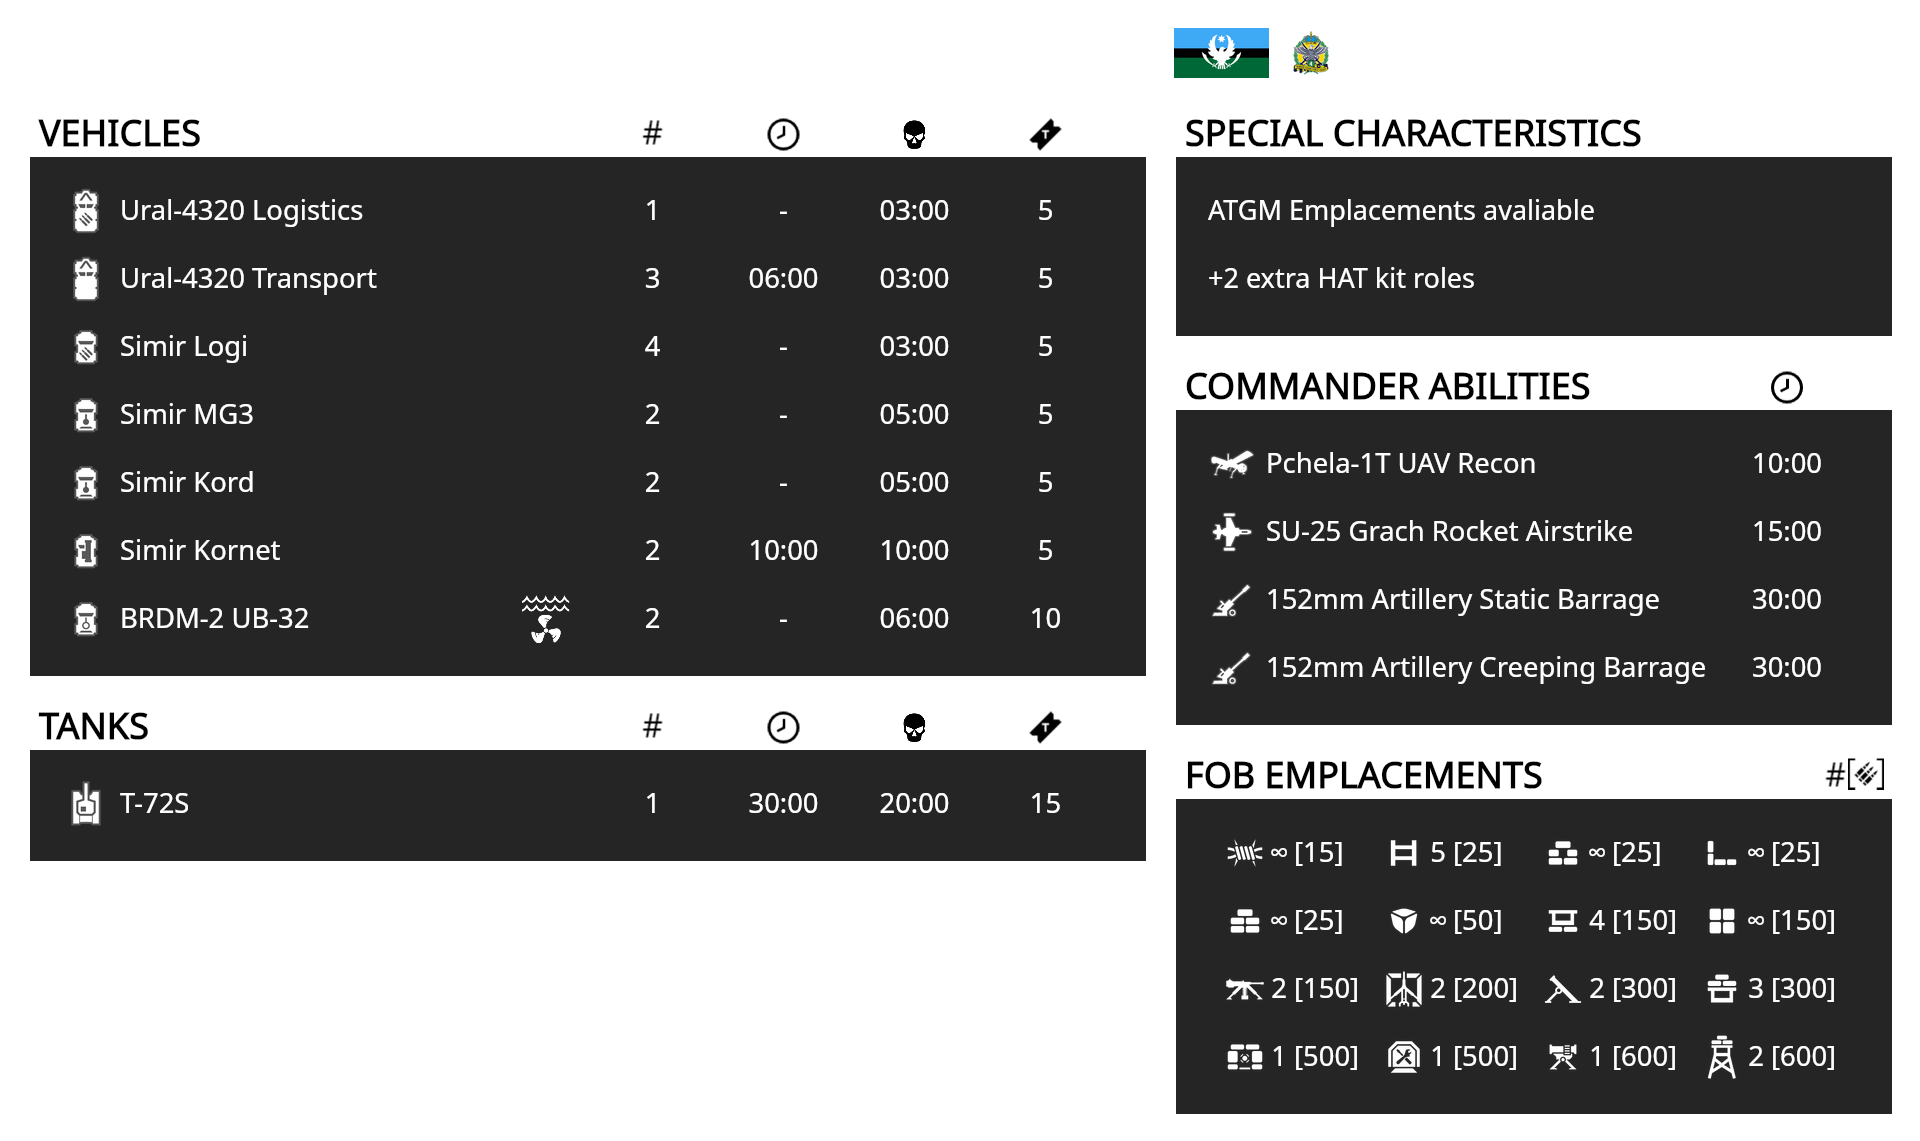 VEHICLES #
Ural-4320 Logistics 1 - 03:00 5
Ural-4320 Transport 3 06:00 03:00 5
Simir Logi 4 - 03:00 5
Simir MG3 2 - 05:00 5
Simir Kord 2 - 05:00 5
Simir Kornet 2 10:00 10:00 5
BRDM-2 UB-32 2 - 06:00 10
TANKS #
T-72S 1 30:00 20:00 15
SPECIAL CHARACTERISTICS
ATGM Emplacements avaliable
+2 extra HAT kit roles
COMMANDER ABILITIES
Pchela-1T UAV Recon 10:00
SU-25 Grach Rocket Airstrike 15:00
152mm Artillery Static Barrage 30:00
152mm Artillery Creeping Barrage 30:00
FOB EMPLACEMENTS #[]
∞ [15] 5 [25] ∞ [25] ∞ [25]
∞ [25] ∞ [50] 4 [150] ∞ [150]
2 [150] 2 [200] 2 [300] 3 [300]
1 [500] 1 [500] 1 [600] 2 [600]